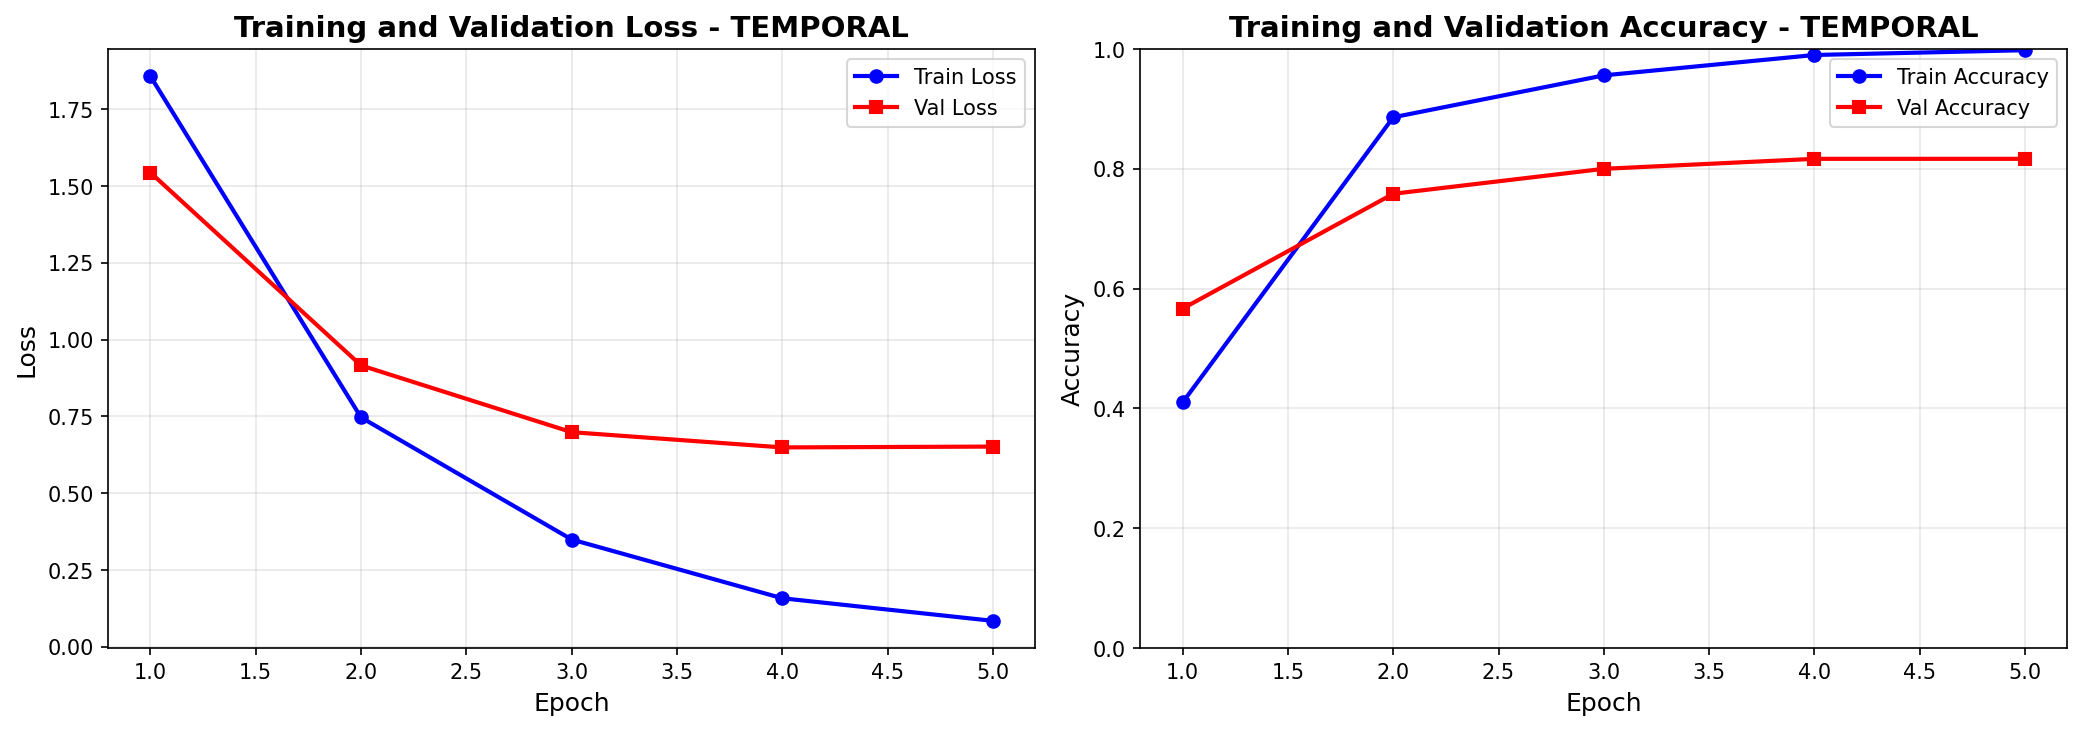 Training and Validation Loss - TEMPORAL
Train Loss
Val Loss
1.75
1.50
1.25
1.00
0.75
0.50
0.25
0.00
Loss
1.0 1.5 2.0 2.5 3.0 3.5 4.0 4.5 5.0
Epoch
Training and Validation Accuracy - TEMPORAL
Train Accuracy
Val Accuracy
1.0
0.8
0.6
0.4
0.2
0.0
Accuracy
1.0 1.5 2.0 2.5 3.0 3.5 4.0 4.5 5.0
Epoch